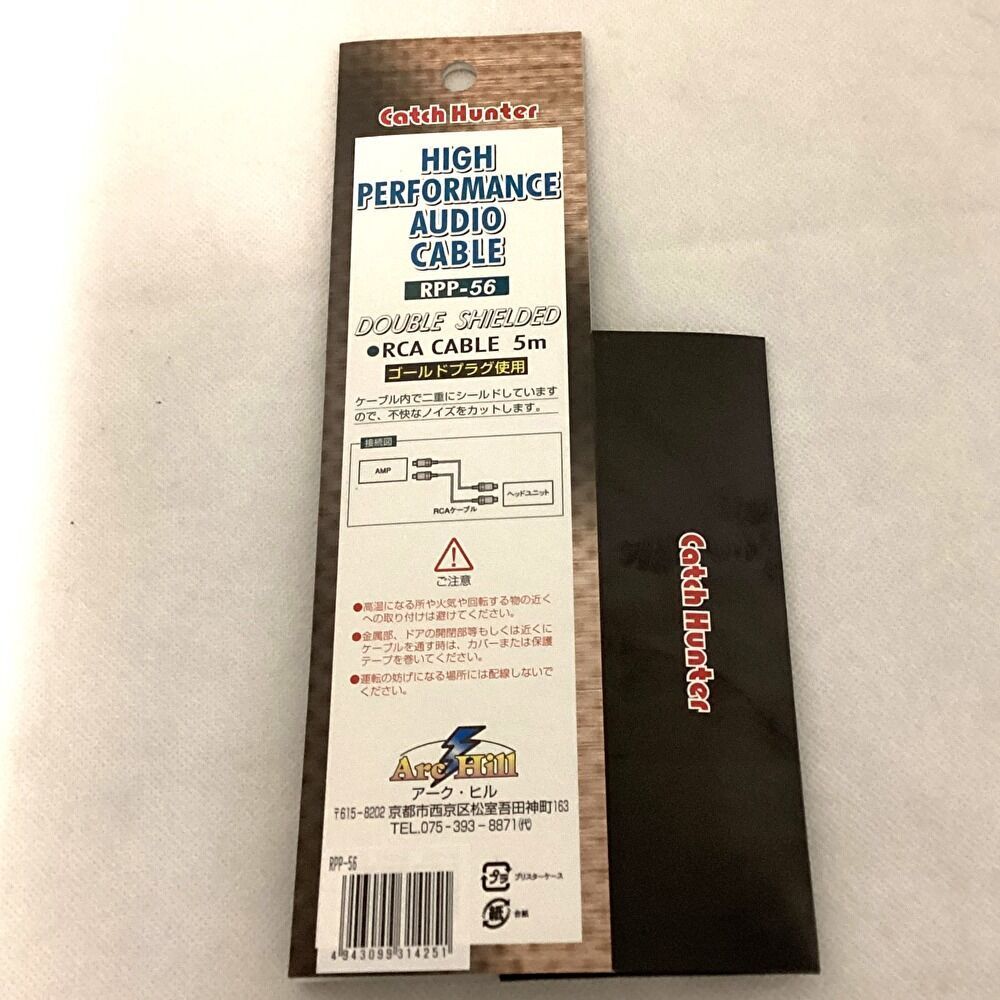 Catch Hunter
HIGH
PERFORMANCE
AUDIO
CABLE
RPP-56
DOUBLE SHIELDED
●RCA CABLE 5m
ゴールドプラグ使用
ケーブル内で二重にシールドしています
ので、不快なノイズをカットします。
接続図
AMP
ヘッドユニット
RCAケーブル
ご注意
●高温になる所や火気や回転する物の近く
への取り付けは避けてください。
●金属部、ドアの開閉部等もしくは近くに
ケーブルを通す時は、カバーまたは保護
テープを巻いてください。
●運転の妨げになる場所には配線しないで
ください。
Arc Hill
アーク・ヒル
〒615-8202 京都市西京区松室吾田神町163
TEL.075-393-8871㈹
RPP-56
4943099314251
プラ ブリスターケース
紙 台紙
Catch Hunter